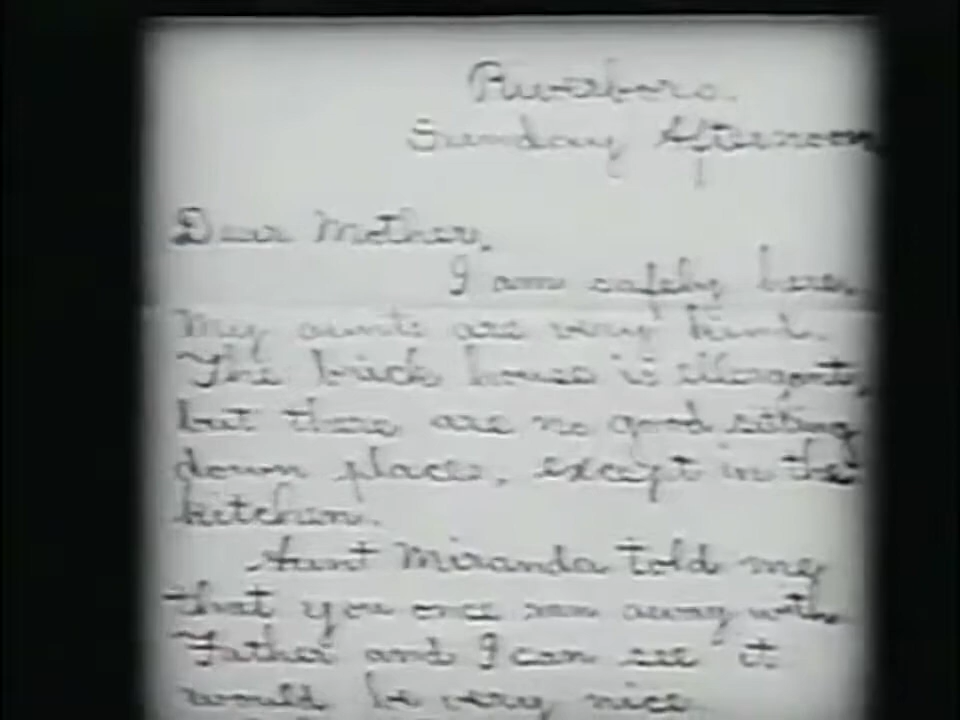 Riverboro.
Sunday Afternoon
Dear Mother,
I am safely here.
My aunts are very kind.
The brick house is ellergont,
but there are no good sitting
down places, except in the
kitchen.
Aunt Miranda told me
that you once ran away with
Father and I can see it
would be very nice